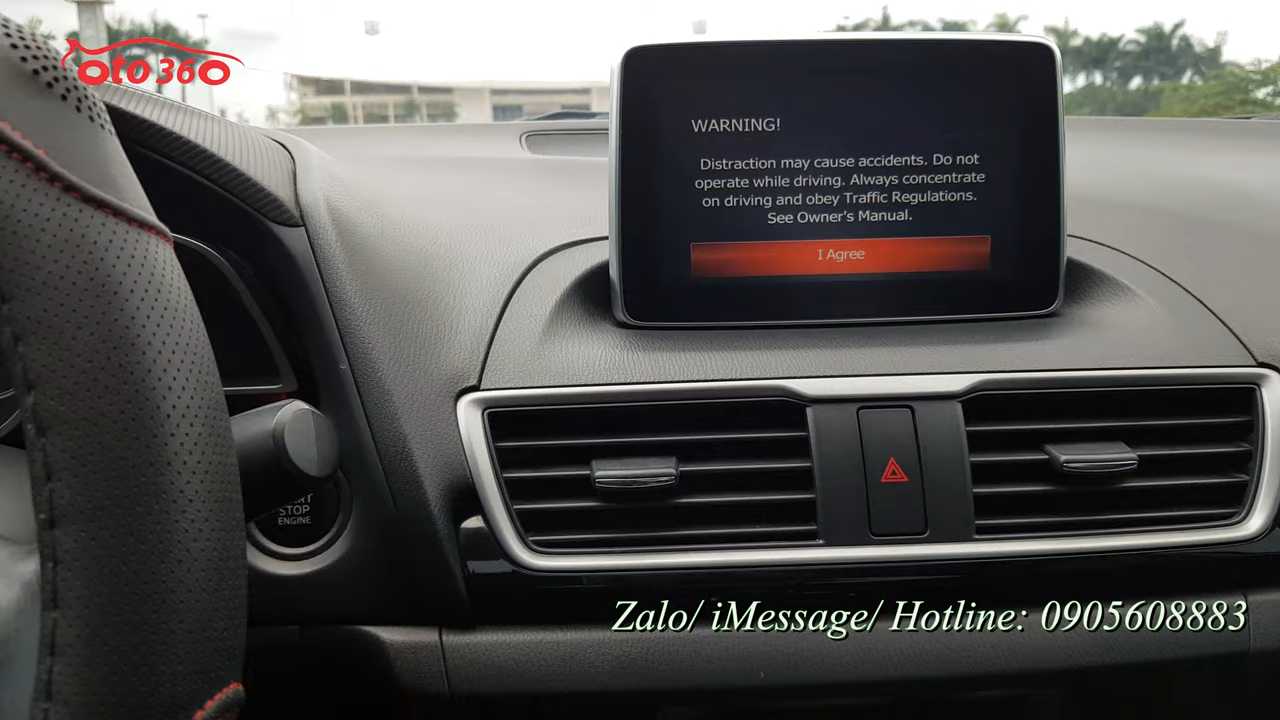 oto360
WARNING!
Distraction may cause accidents. Do not
operate while driving. Always concentrate
on driving and obey Traffic Regulations.
See Owner's Manual.
I Agree
STOP
ENGINE
Zalo/ iMessage/ Hotline: 0905608883